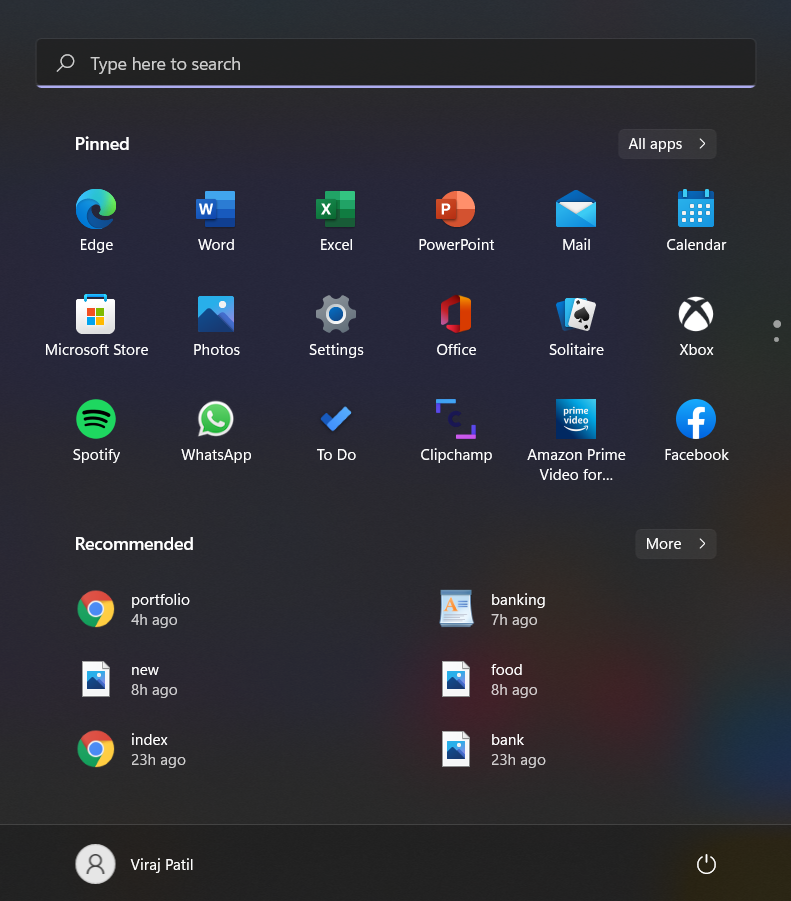 Type here to search
Pinned
All apps
Edge
W
Word
X
Excel
P
PowerPoint
Mail
Calendar
Microsoft Store
Photos
Settings
Office
Solitaire
Xbox
Spotify
WhatsApp
To Do
C
Clipchamp
prime
video
Amazon Prime
Video for...
f
Facebook
Recommended
More
portfolio
4h ago
A
banking
7h ago
new
8h ago
food
8h ago
index
23h ago
bank
23h ago
Viraj Patil